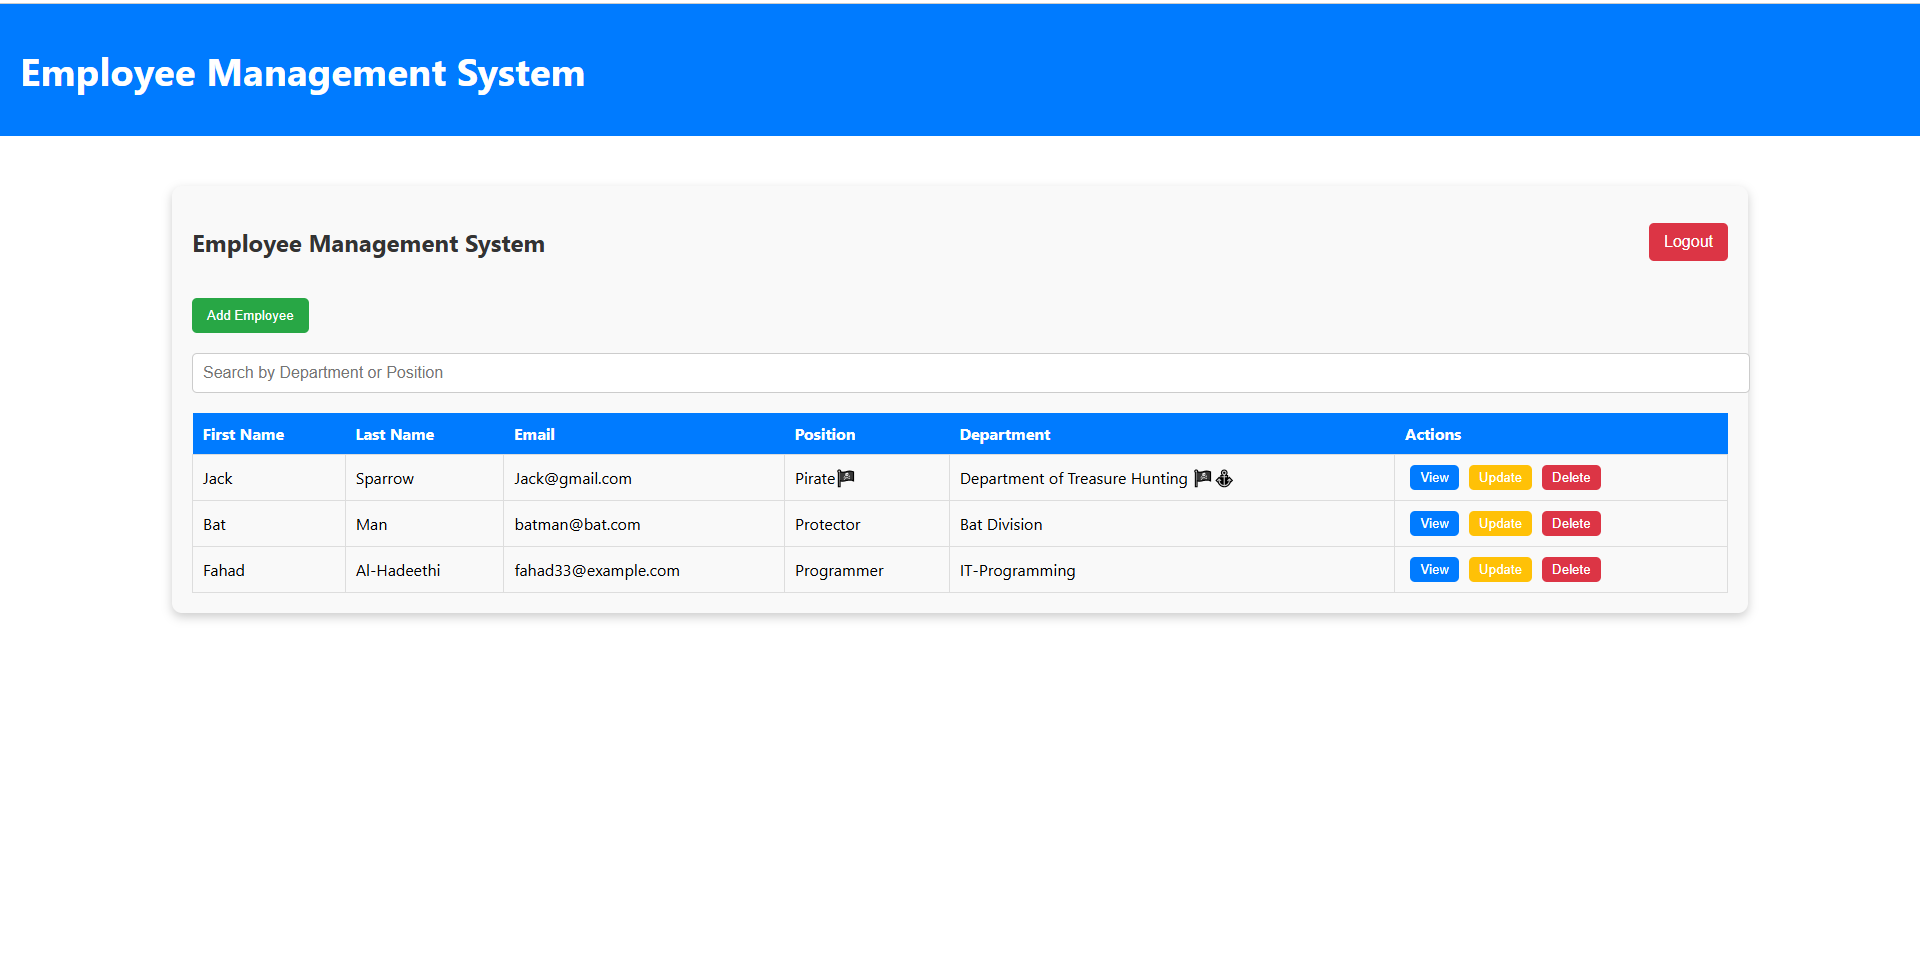 Employee Management System
Employee Management System
Logout
Add Employee
Search by Department or Position
First Name Last Name Email Position Department Actions
Jack Sparrow Jack@gmail.com Pirate🏴‍☠️ Department of Treasure Hunting 🏴‍☠️⚓ View Update Delete
Bat Man batman@bat.com Protector Bat Division View Update Delete
Fahad Al-Hadeethi fahad33@example.com Programmer IT-Programming View Update Delete